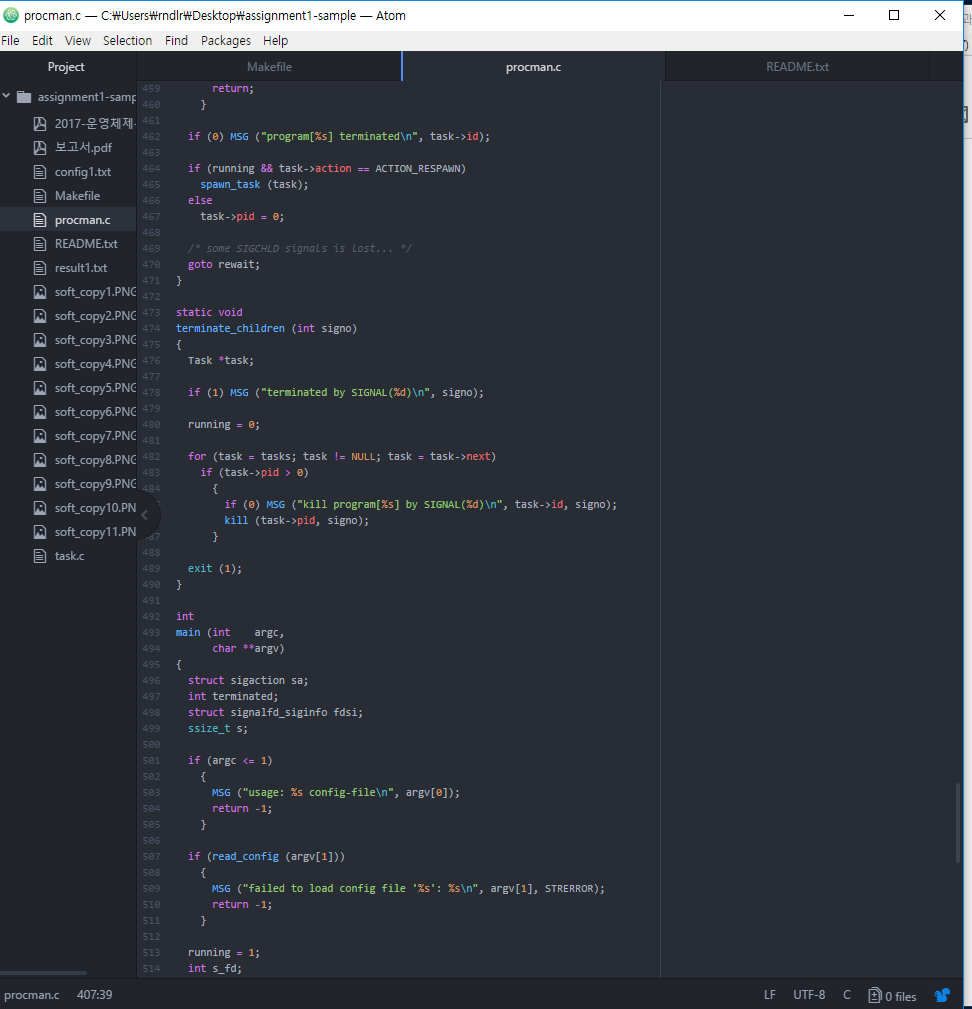 procman.c — C:₩Users₩rndlr₩Desktop₩assignment1-sample — Atom
File Edit View Selection Find Packages Help
Project
assignment1-samp
2017-운영체제-
보고서.pdf
config1.txt
Makefile
procman.c
README.txt
result1.txt
soft_copy1.PNG
soft_copy2.PNG
soft_copy3.PNG
soft_copy4.PNG
soft_copy5.PNG
soft_copy6.PNG
soft_copy7.PNG
soft_copy8.PNG
soft_copy9.PNG
soft_copy10.PN
soft_copy11.PN
task.c
Makefile procman.c README.txt
459 return;
460 }
461
462 if (0) MSG ("program[%s] terminated\n", task->id);
463
464 if (running && task->action == ACTION_RESPAWN)
465 spawn_task (task);
466 else
467 task->pid = 0;
468
469 /* some SIGCHLD signals is lost... */
470 goto rewait;
471 }
472
473 static void
474 terminate_children (int signo)
475 {
476 Task *task;
477
478 if (1) MSG ("terminated by SIGNAL(%d)\n", signo);
479
480 running = 0;
481
482 for (task = tasks; task != NULL; task = task->next)
483 if (task->pid > 0)
484 {
if (0) MSG ("kill program[%s] by SIGNAL(%d)\n", task->id, signo);
kill (task->pid, signo);
87 }
488
489 exit (1);
490 }
491
492 int
493 main (int argc,
494 char **argv)
495 {
496 struct sigaction sa;
497 int terminated;
498 struct signalfd_siginfo fdsi;
499 ssize_t s;
500
501 if (argc <= 1)
502 {
503 MSG ("usage: %s config-file\n", argv[0]);
504 return -1;
505 }
506
507 if (read_config (argv[1]))
508 {
509 MSG ("failed to load config file '%s': %s\n", argv[1], STRERROR);
510 return -1;
511 }
512
513 running = 1;
514 int s_fd;
procman.c 407:39 LF UTF-8 C 0 files